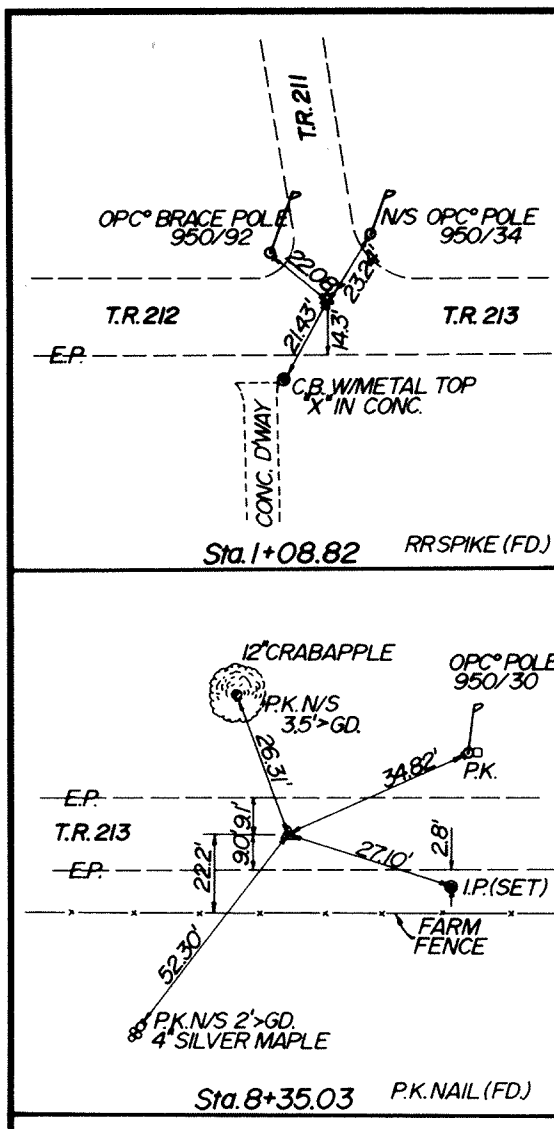 T.R. 211
OPC° BRACE POLE
950/92
N/S OPC° POLE
950/34
22.08'
23.24'
T.R. 212
21.43'
14.3'
T.R. 213
E.P.
C.B. W/METAL TOP
"X" IN CONC.
CONC. D'WAY
Sta. 1+08.82
RR SPIKE (FD.)
12" CRABAPPLE
OPC° POLE
950/30
P.K. N/S
3.5'>GD.
26.31'
34.82'
P.K.
E.P.
T.R. 213
9.1'
9.0'
22.2'
27.10'
2.8'
E.P.
I.P. (SET)
FARM
FENCE
52.30'
P.K. N/S 2'>GD.
4" SILVER MAPLE
Sta. 8+35.03
P.K. NAIL (FD.)